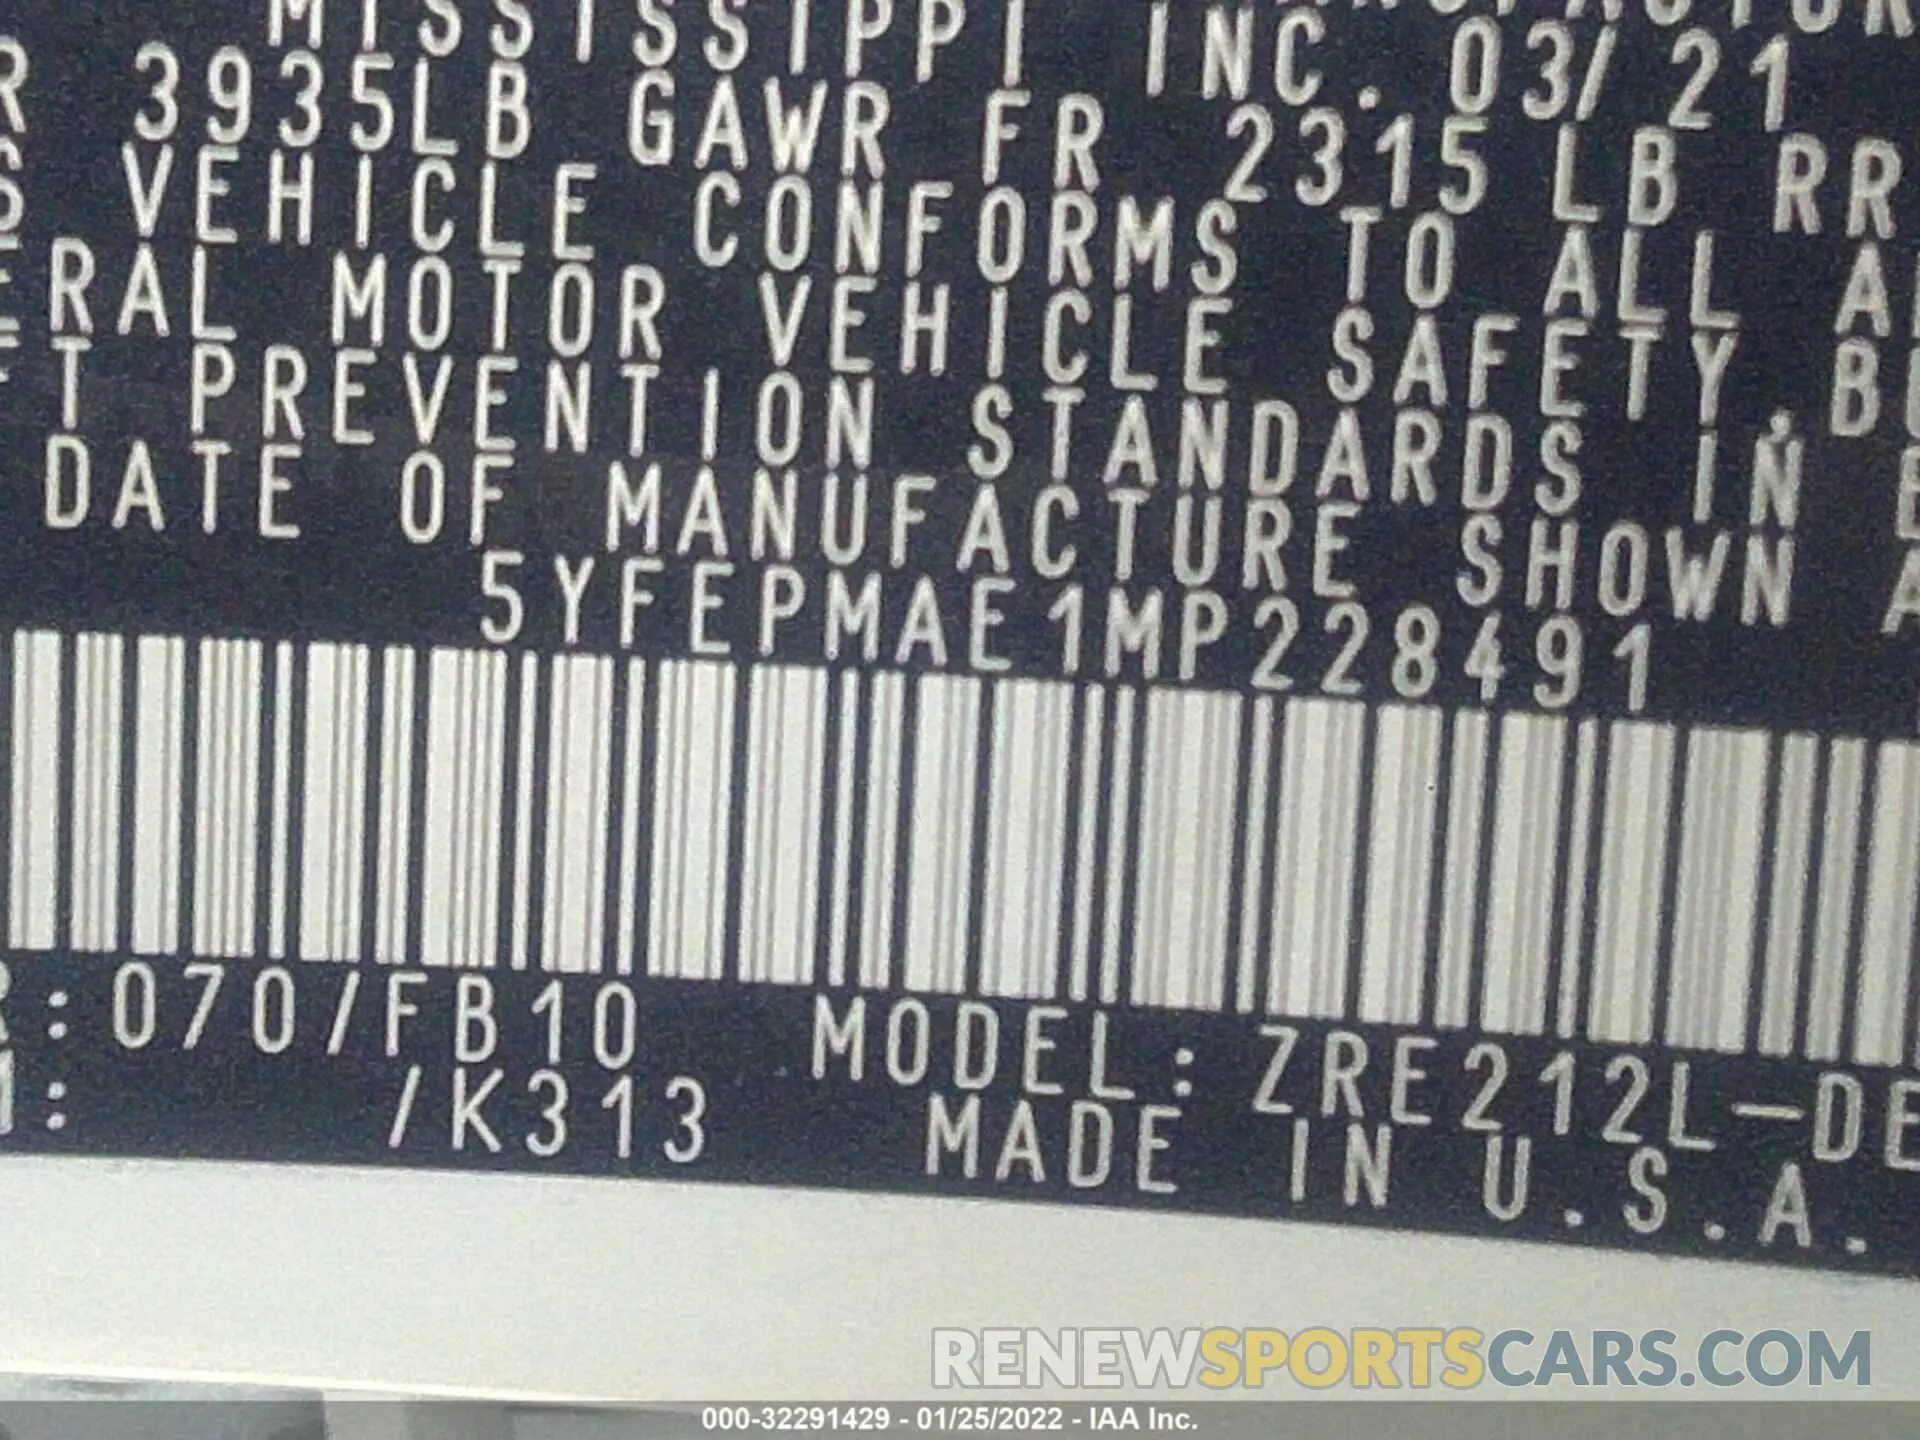 MISSISSIPPI INC. 03/21
3935LB GAWR FR 2315 LB RR
VEHICLE CONFORMS TO ALL
MOTOR VEHICLE SAFETY,
PREVENTION STANDARDS IN
DATE OF MANUFACTURE SHOWN
5YFEPMAE1MP228491
:070/FB10 MODEL: ZRE212L-DE
: /K313 MADE IN U.S.A.
RENEWSPORTSCARS.COM
000-32291429 - 01/25/2022 - IAA Inc.